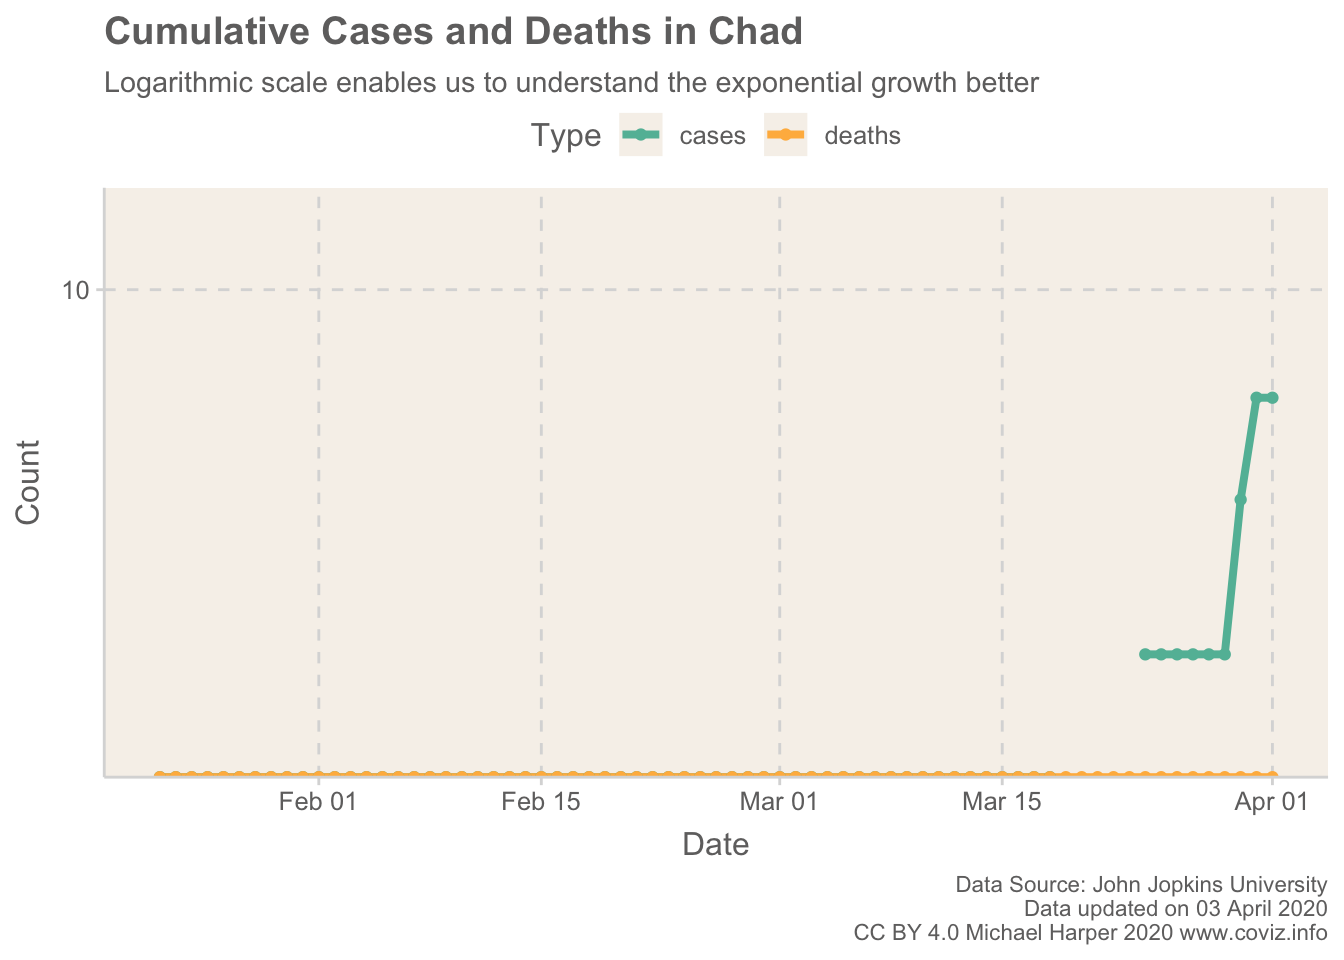 Cumulative Cases and Deaths in Chad
Logarithmic scale enables us to understand the exponential growth better
Type cases deaths
10
Count
Feb 01 Feb 15 Mar 01 Mar 15 Apr 01
Date
Data Source: John Jopkins University
Data updated on 03 April 2020
CC BY 4.0 Michael Harper 2020 www.coviz.info